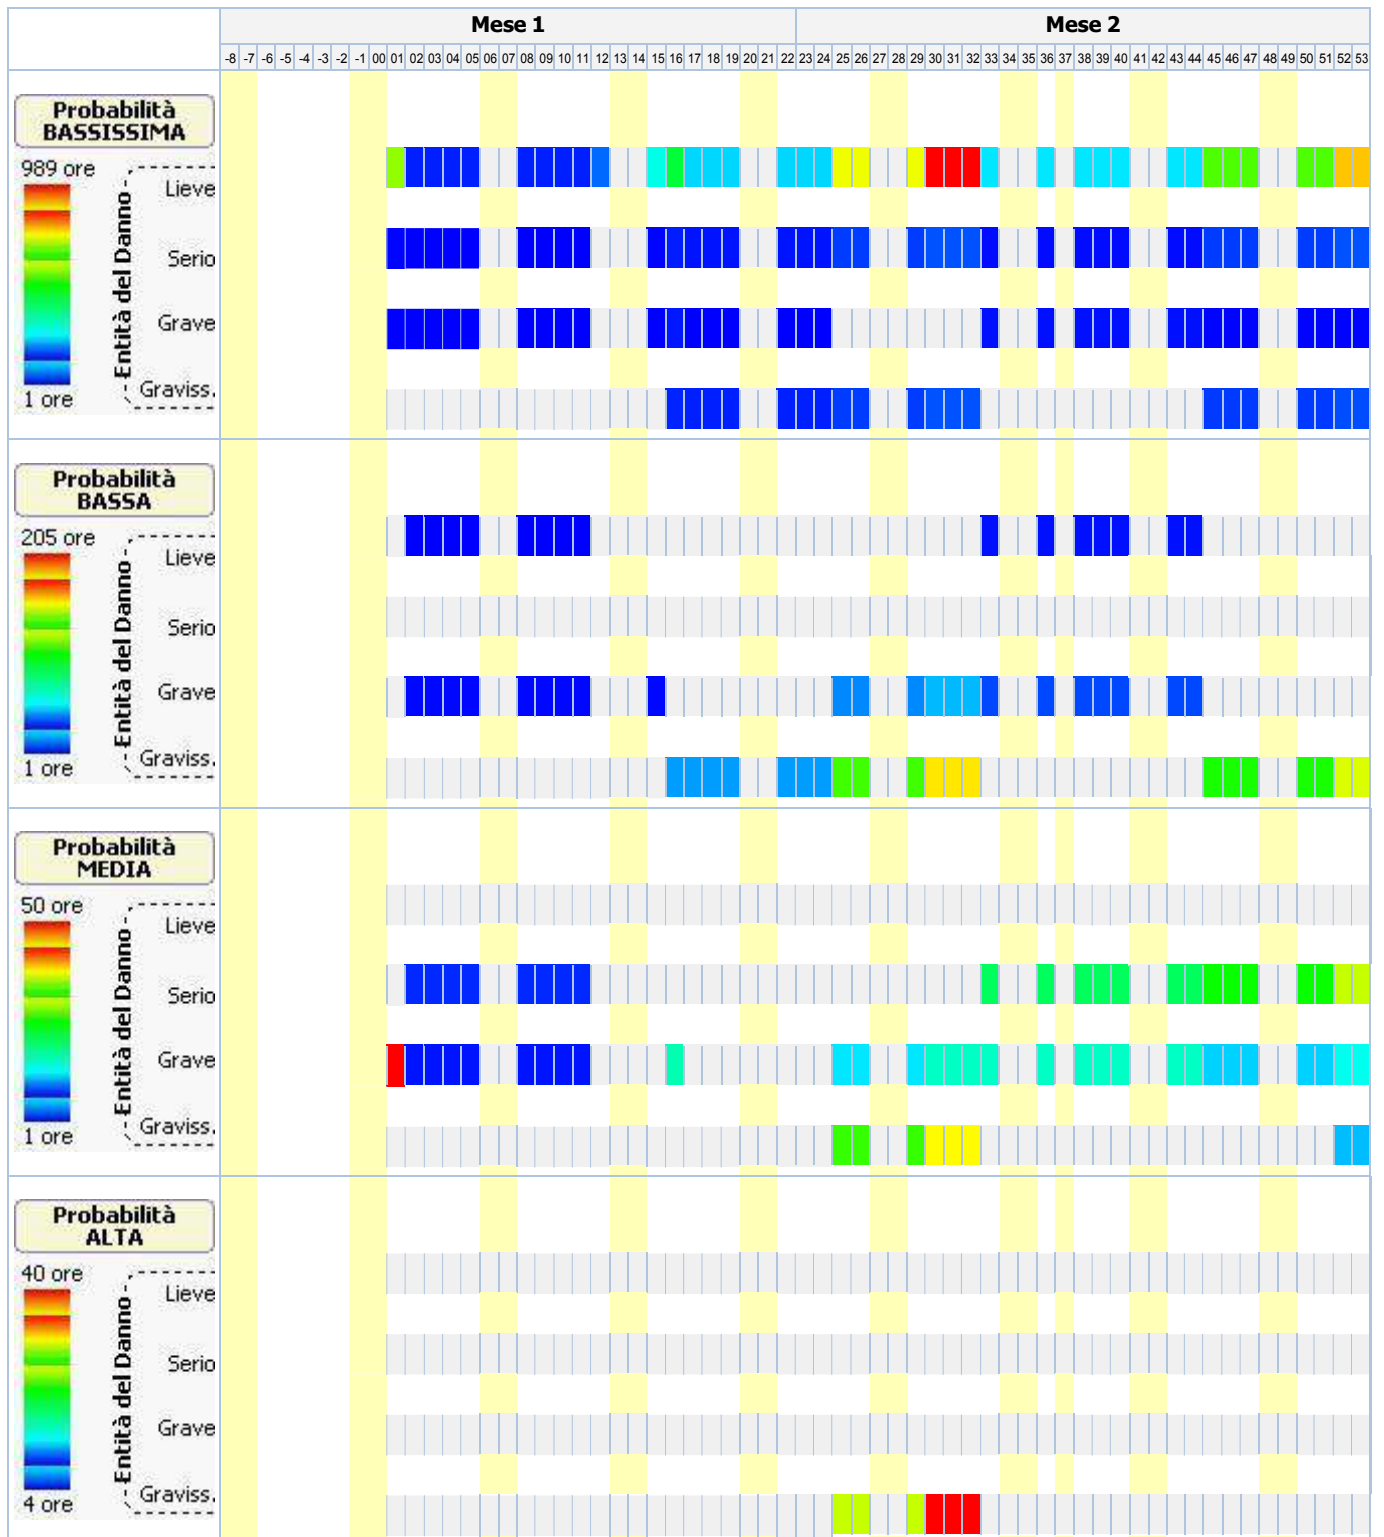 Mese 1 Mese 2
-8 -7 -6 -5 -4 -3 -2 -1 00 01 02 03 04 05 06 07 08 09 10 11 12 13 14 15 16 17 18 19 20 21 22 23 24 25 26 27 28 29 30 31 32 33 34 35 36 37 38 39 40 41 42 43 44 45 46 47 48 49 50 51 52 53
Probabilità
BASSISSIMA
989 ore
Lieve
Serio
Entità del Danno
Grave
Graviss.
1 ore
Probabilità
BASSA
205 ore
Lieve
Serio
Entità del Danno
Grave
Graviss.
1 ore
Probabilità
MEDIA
50 ore
Lieve
Serio
Entità del Danno
Grave
Graviss.
1 ore
Probabilità
ALTA
40 ore
Lieve
Serio
Entità del Danno
Grave
Graviss.
4 ore